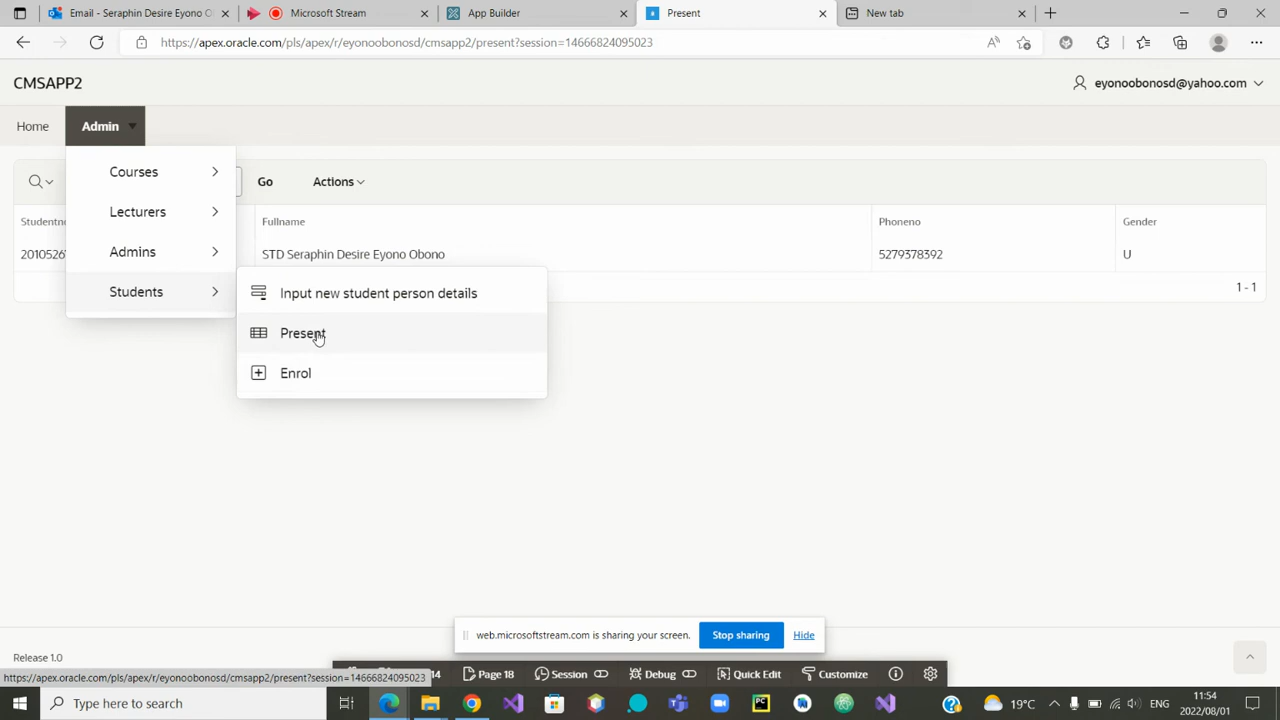 Email - Seraphin Desire Eyono O
Microsoft Stream
App Builder
Present
New tab
https://apex.oracle.com/pls/apex/r/eyonoobonosd/cmsapp2/present?session=14666824095023
CMSAPP2
eyonoobonosd@yahoo.com
Home
Admin
Courses
Lecturers
Admins
Students
Go
Actions
Fullname
Phoneno
Gender
STD Seraphin Desire Eyono Obono
5279378392
U
1 - 1
Input new student person details
Present
Enrol
web.microsoftstream.com is sharing your screen.
Stop sharing
Hide
Release 1.0
Page 18
Session
Debug
Quick Edit
Customize
https://apex.oracle.com/pls/apex/r/eyonoobonosd/cmsapp2/present?session=14666824095023
Type here to search
19°C
ENG
11:54
2022/08/01